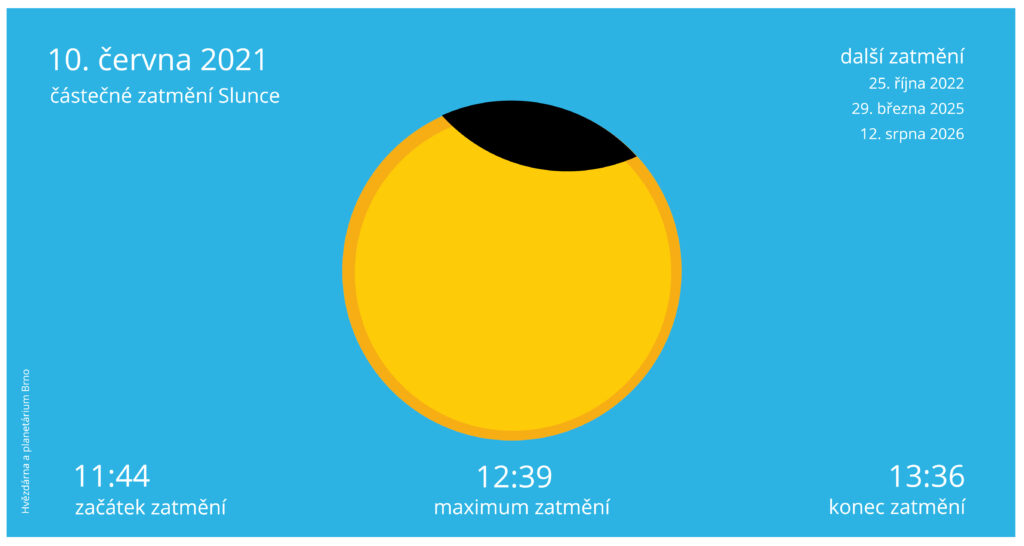 10. června 2021
částečné zatmění Slunce
další zatmění
25. října 2022
29. března 2025
12. srpna 2026
Hvězdárna a planetárium Brno
11:44
začátek zatmění
12:39
maximum zatmění
13:36
konec zatmění